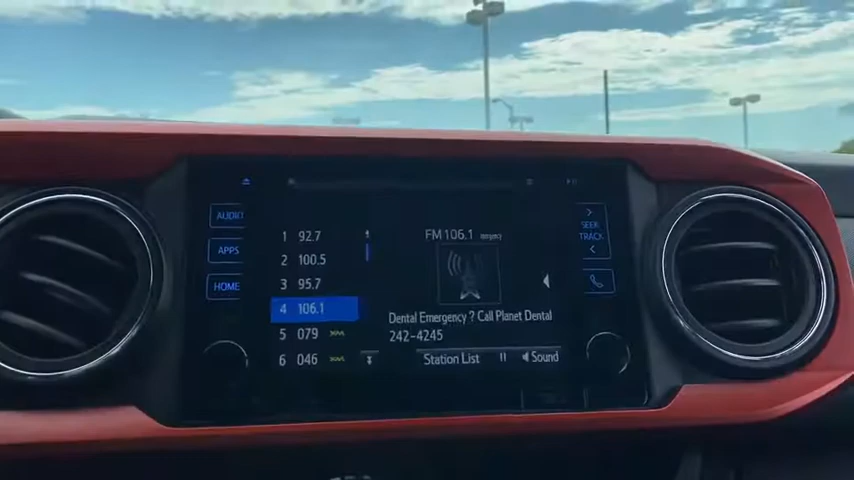 AUDIO
APPS
HOME
1 92.7
2 100.5
3 95.7
4 106.1
5 079
6 046
FM 106.1
Dental Emergency ? Call Planet Dental
242-4245
Station List
Sound
SEEK
TRACK